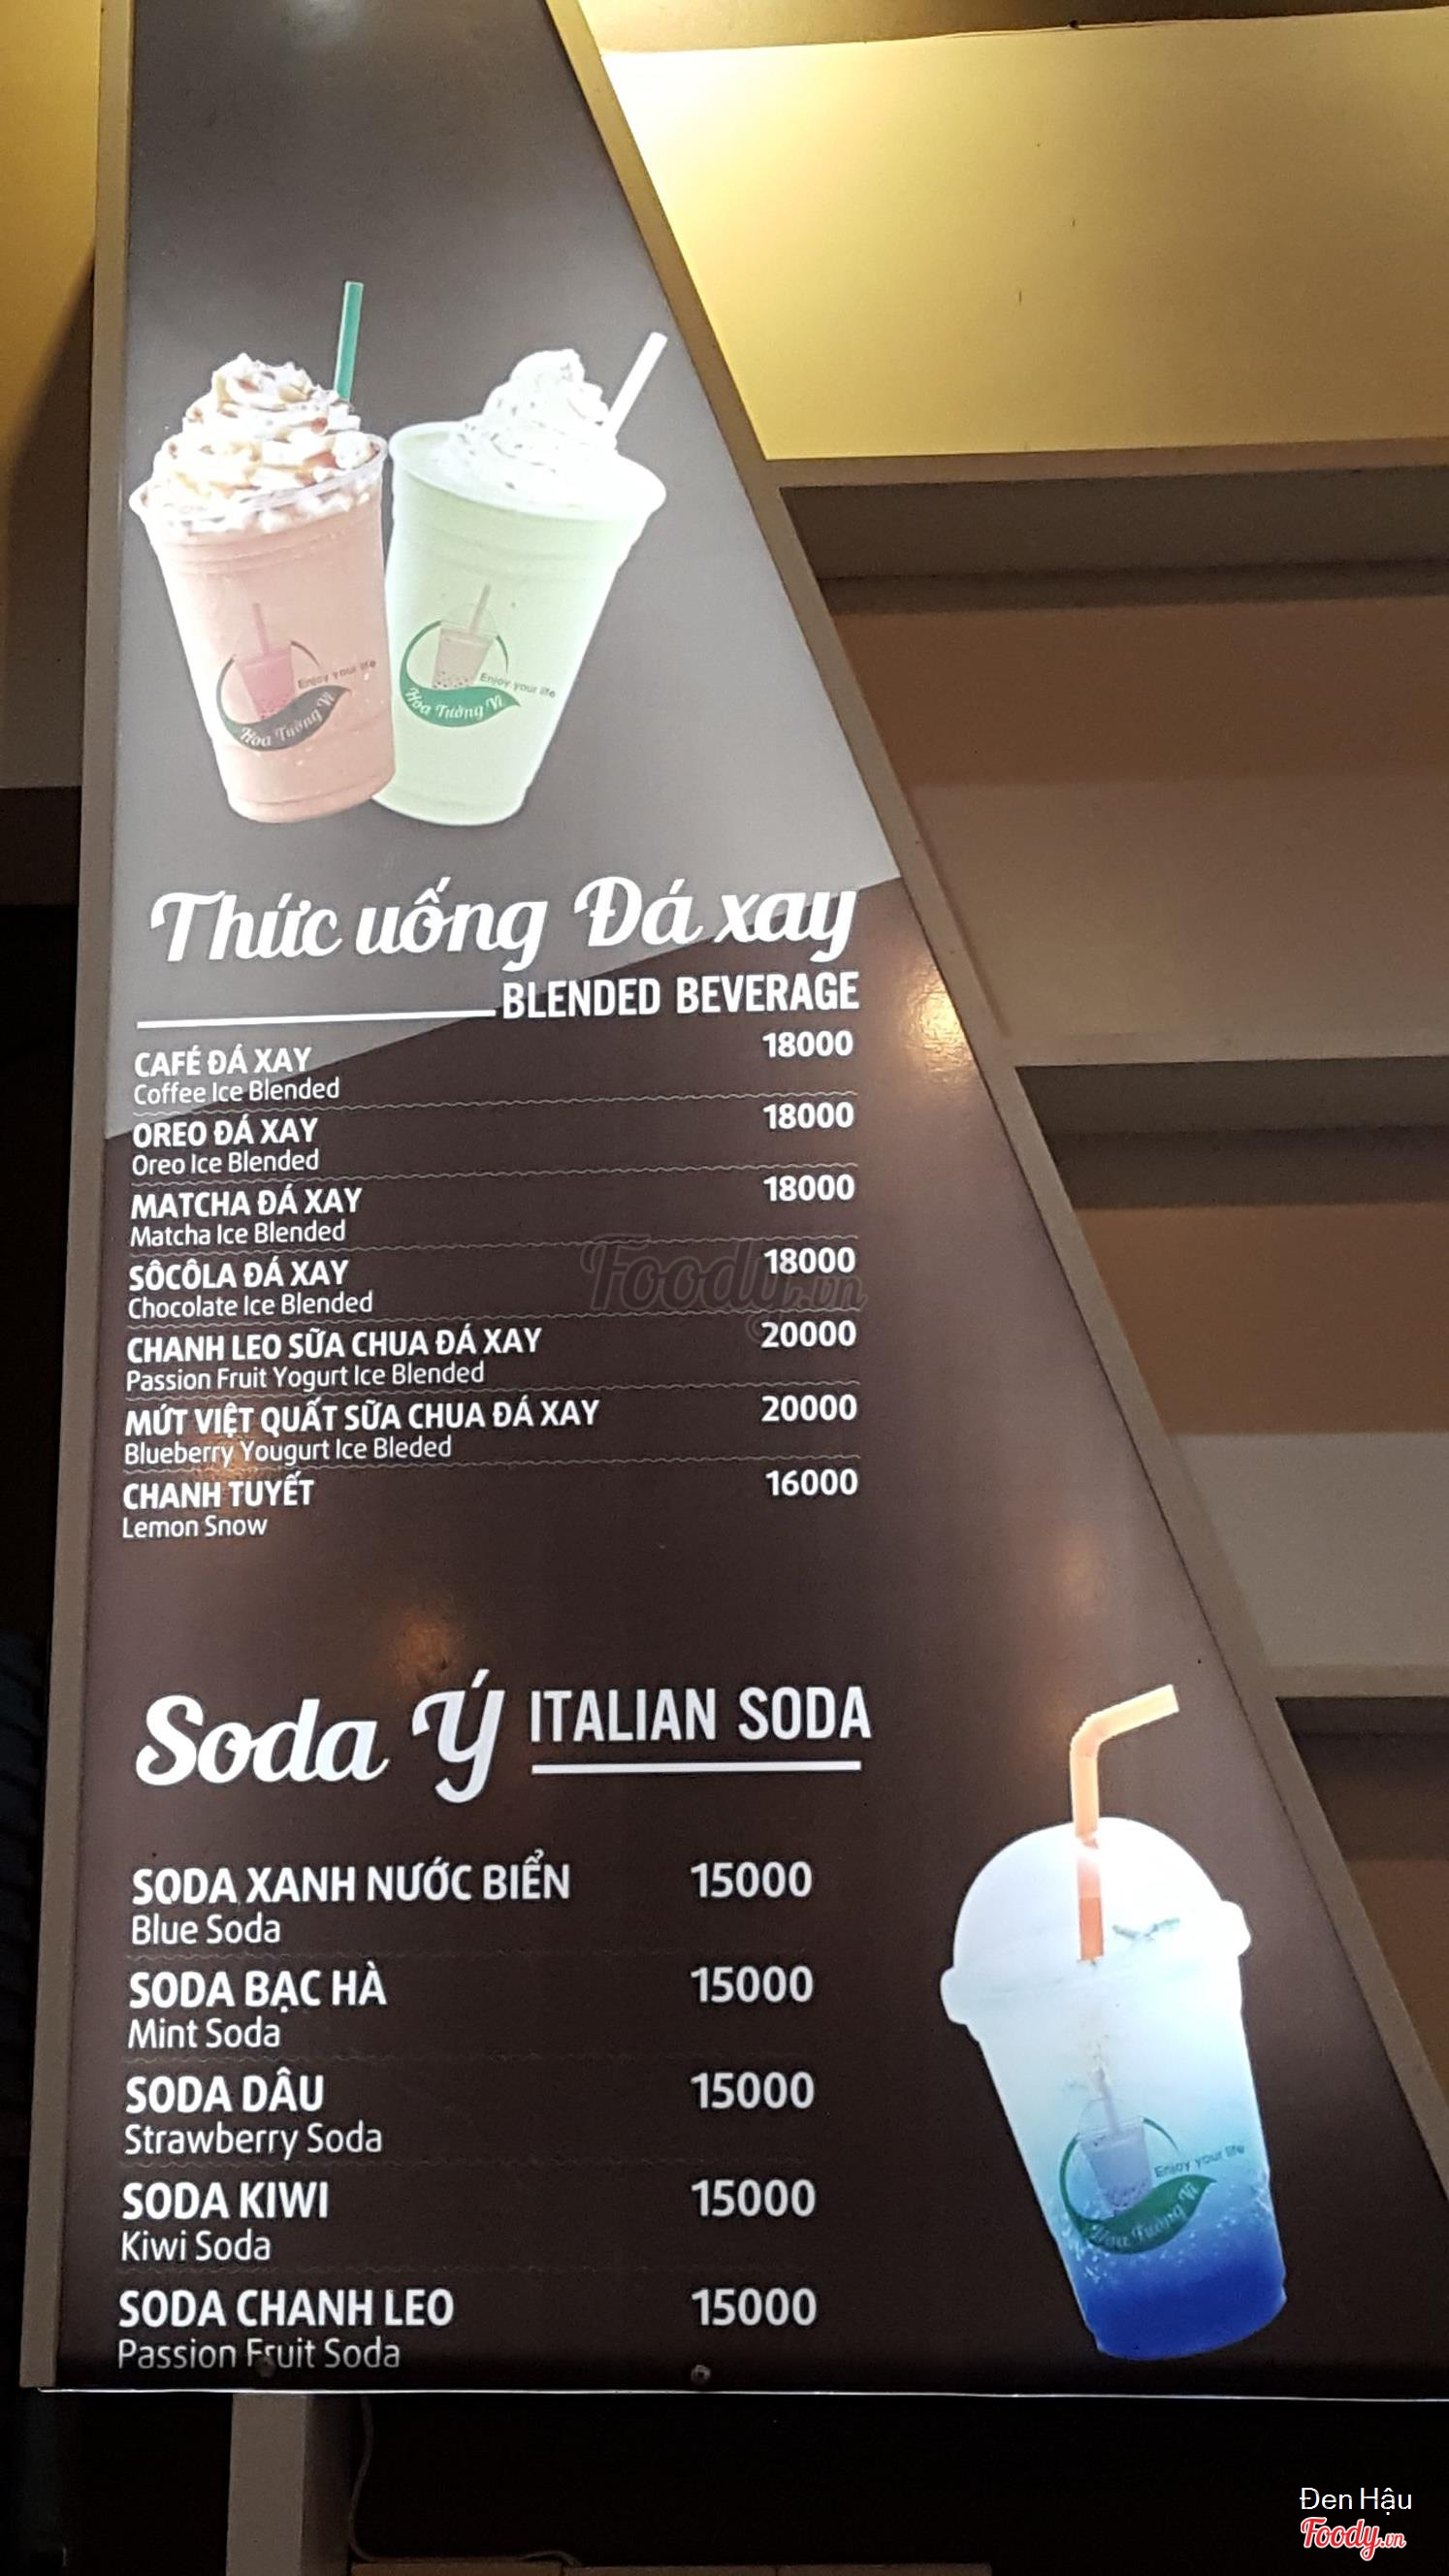 Enjoy your life
Hoa Tường Vi
Enjoy your life
Hoa Tường Vi
Thức uống Đá xay
BLENDED BEVERAGE
CAFÉ ĐÁ XAY 18000
Coffee Ice Blended
OREO ĐÁ XAY 18000
Oreo Ice Blended
MATCHA ĐÁ XAY 18000
Matcha Ice Blended
SÔCÔLA ĐÁ XAY 18000
Chocolate Ice Blended
Foody.vn
CHANH LEO SỮA CHUA ĐÁ XAY 20000
Passion Fruit Yogurt Ice Blended
MỨT VIỆT QUẤT SỮA CHUA ĐÁ XAY 20000
Blueberry Yougurt Ice Bleded
CHANH TUYẾT 16000
Lemon Snow
Soda Ý ITALIAN SODA
SODA XANH NƯỚC BIỂN 15000
Blue Soda
SODA BẠC HÀ 15000
Mint Soda
SODA DÂU 15000
Strawberry Soda
SODA KIWI 15000
Kiwi Soda
SODA CHANH LEO 15000
Passion Fruit Soda
Enjoy your life
Hoa Tường Vi
Đen Hậu
Foody.vn